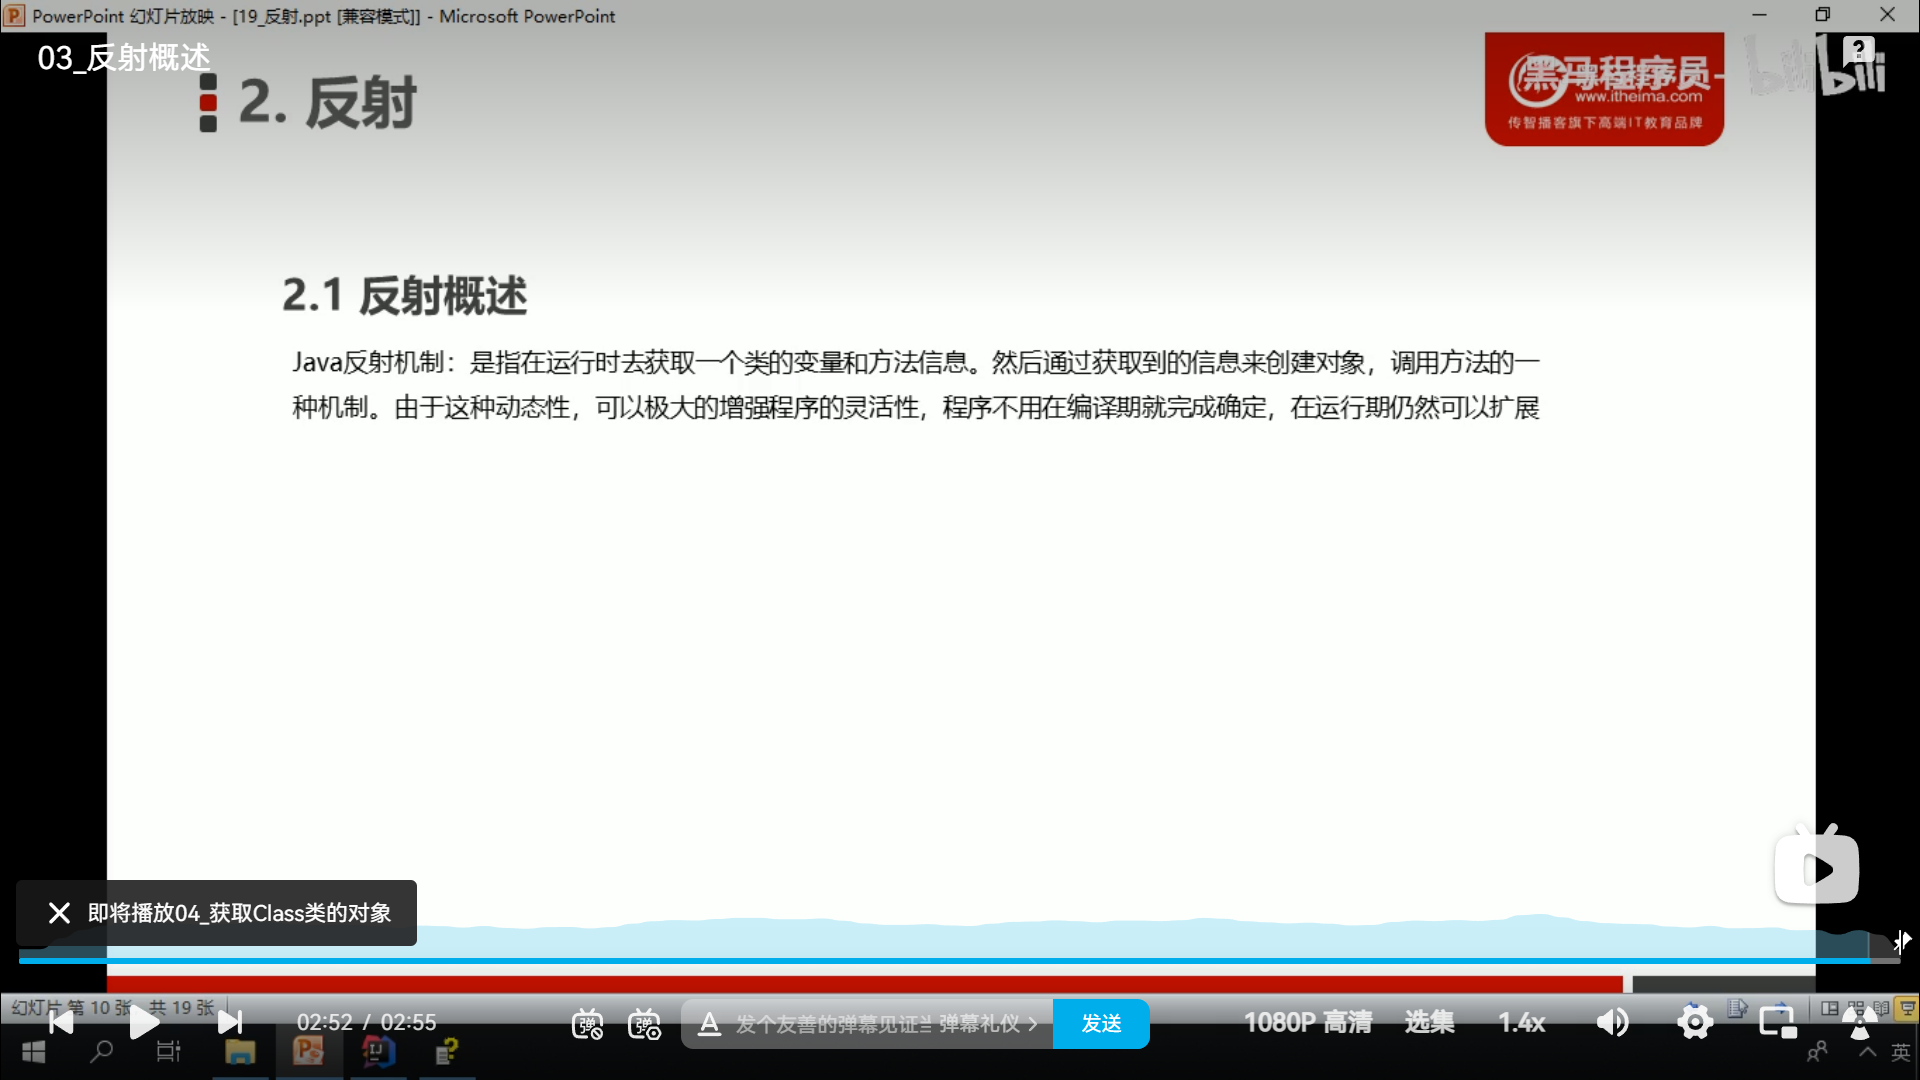 PowerPoint 幻灯片放映 - [19_反射.ppt [兼容模式]] - Microsoft PowerPoint
03_反射概述
2. 反射
黑马程序员-
www.itheima.com
传智播客旗下高端IT教育品牌
bilibili
2.1 反射概述
Java反射机制：是指在运行时去获取一个类的变量和方法信息。然后通过获取到的信息来创建对象，调用方法的一
种机制。由于这种动态性，可以极大的增强程序的灵活性，程序不用在编译期就完成确定，在运行期仍然可以扩展
即将播放04_获取Class类的对象
幻灯片 第 10 张，共 19 张
02:52 / 02:55
弹
弹
A
发个友善的弹幕见证当
弹幕礼仪 >
发送
1080P 高清
选集
1.4x
英